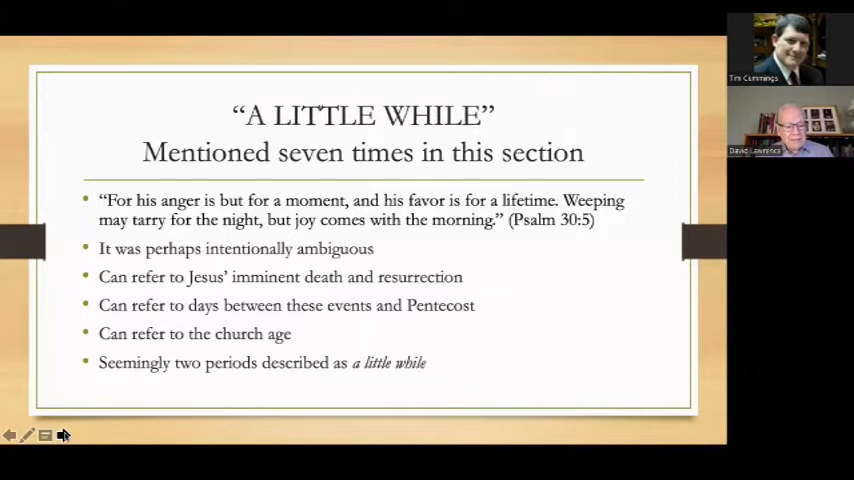 “A LITTLE WHILE”
Mentioned seven times in this section
“For his anger is but for a moment, and his favor is for a lifetime. Weeping
may tarry for the night, but joy comes with the morning.” (Psalm 30:5)
It was perhaps intentionally ambiguous
Can refer to Jesus’ imminent death and resurrection
Can refer to days between these events and Pentecost
Can refer to the church age
Seemingly two periods described as a little while
Tim Cummings
David Lawrence